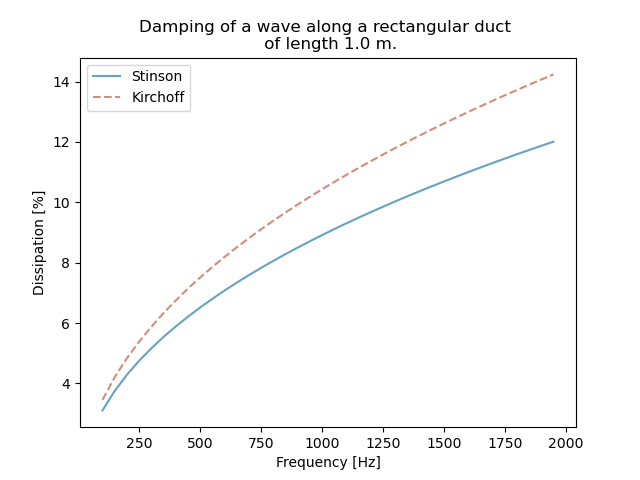 Damping of a wave along a rectangular duct
of length 1.0 m.
Stinson
Kirchoff
14
12
10
8
6
4
Dissipation [%]
250 500 750 1000 1250 1500 1750 2000
Frequency [Hz]